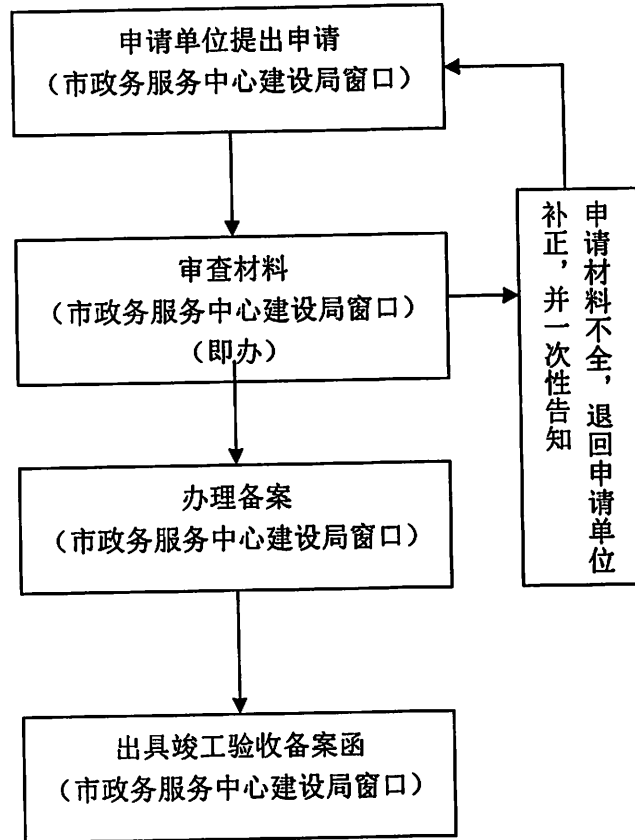 申请单位提出申请
（市政务服务中心建设局窗口）
审查材料
（市政务服务中心建设局窗口）
（即办）
申请材料不全，退回申请单位
补正，并一次性告知
办理备案
（市政务服务中心建设局窗口）
出具竣工验收备案函
（市政务服务中心建设局窗口）